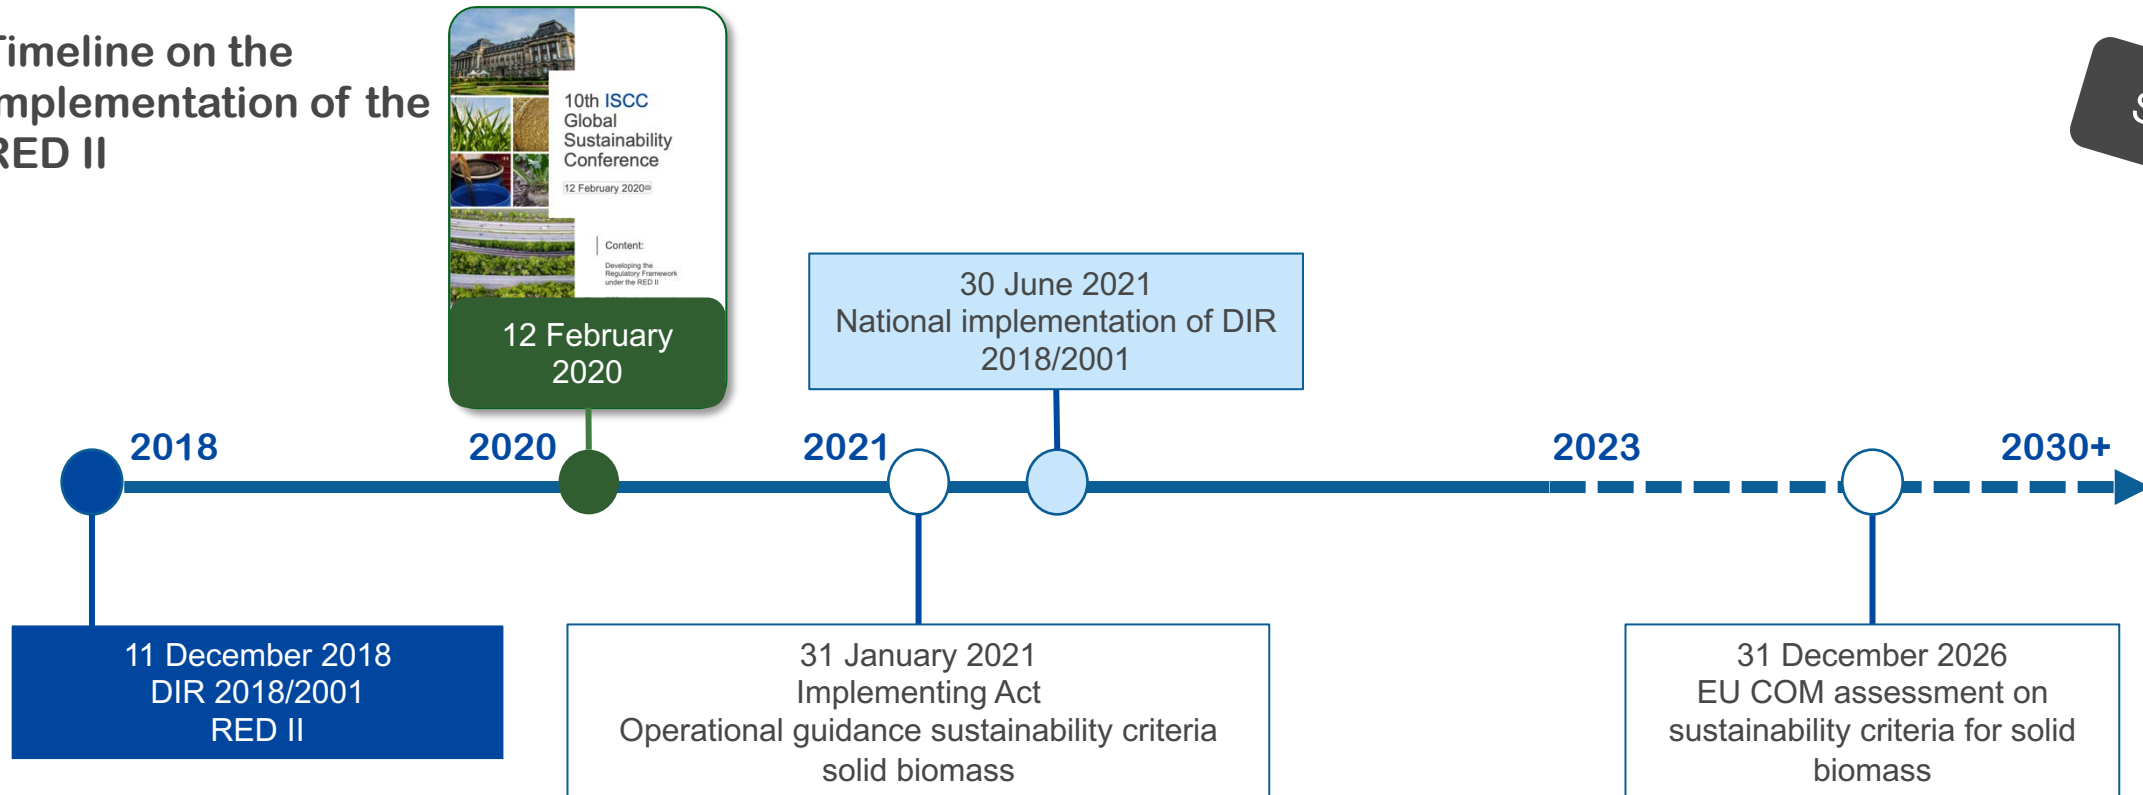 Timeline on the
implementation of the
RED II
10th ISCC
Global
Sustainability
Conference
12 February 2020
Content:
Developing the
Regulatory Framework
under the RED II
12 February
2020
30 June 2021
National implementation of DIR
2018/2001
2018
2020
2021
2023
2030+
11 December 2018
DIR 2018/2001
RED II
31 January 2021
Implementing Act
Operational guidance sustainability criteria
solid biomass
31 December 2026
EU COM assessment on
sustainability criteria for solid
biomass